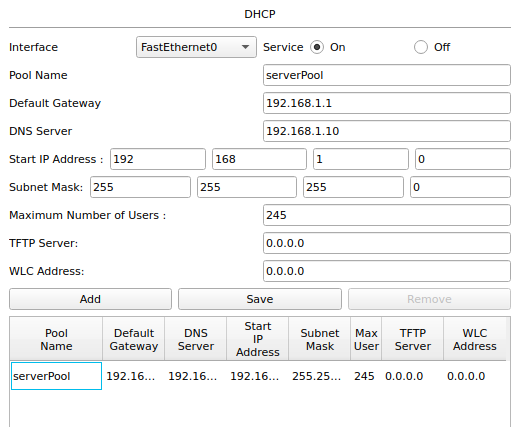 DHCP
Interface FastEthernet0 Service On Off
Pool Name serverPool
Default Gateway 192.168.1.1
DNS Server 192.168.1.10
Start IP Address : 192 168 1 0
Subnet Mask: 255 255 255 0
Maximum Number of Users : 245
TFTP Server: 0.0.0.0
WLC Address: 0.0.0.0
Add Save Remove
Pool Name Default Gateway DNS Server Start IP Address Subnet Mask Max User TFTP Server WLC Address
serverPool 192.16... 192.16... 192.16... 255.25... 245 0.0.0.0 0.0.0.0